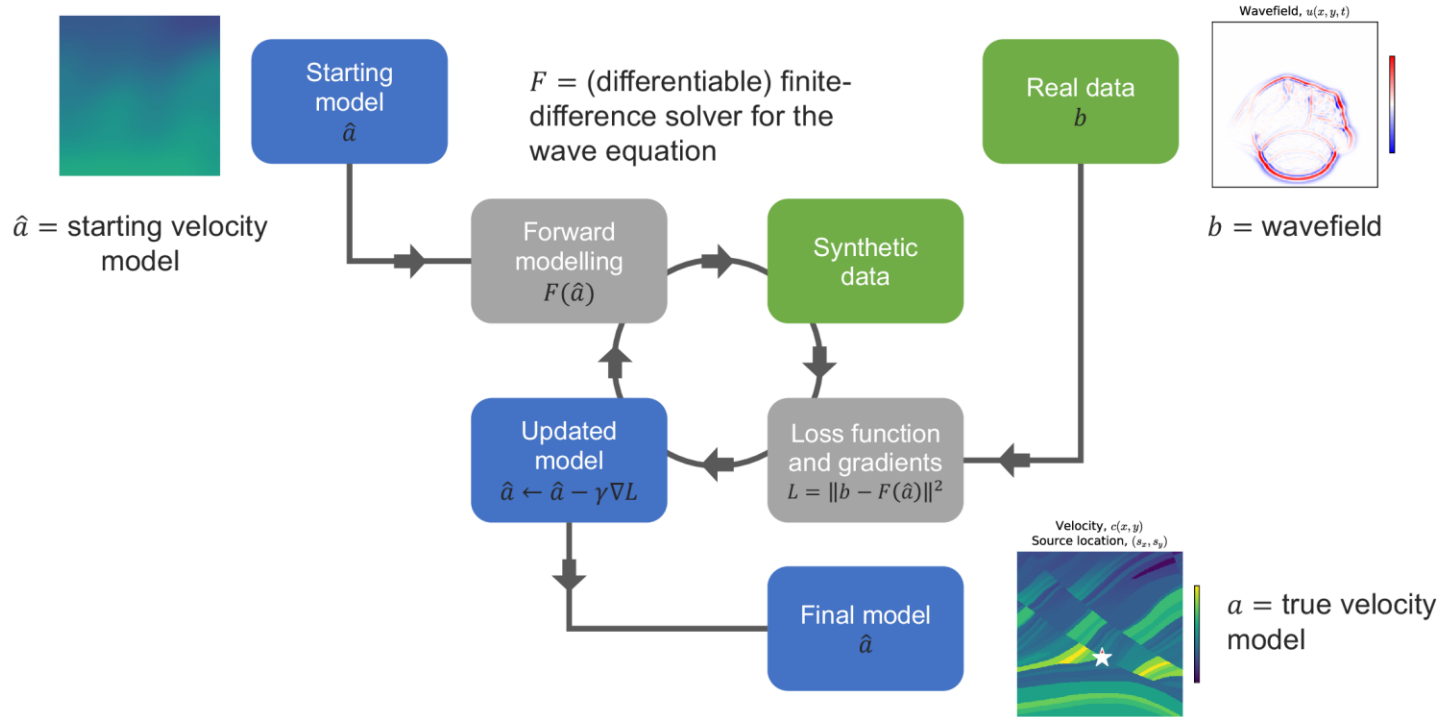 Starting
model
â
â = starting velocity
model
F = (differentiable) finite-
difference solver for the
wave equation
Real data
b
Wavefield, u(x, y, t)
b = wavefield
Forward
modelling
F(â)
Synthetic
data
Updated
model
â ← â − γ∇L
Loss function
and gradients
L = ‖b − F(â)‖²
Final model
â
Velocity, c(x, y)
Source location, (sₓ, sᵧ)
a = true velocity
model